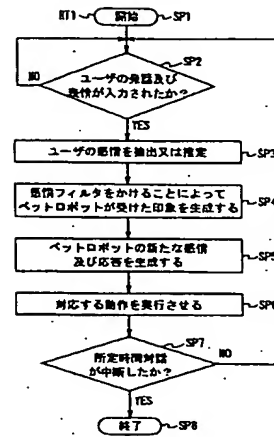 RT1 開始 SP1
SP2
ユーザの発話及び
表情が入力されたか?
NO
YES
ユーザの感情を抽出又は推定 SP3
感情フィルタをかけることによって
ペットロボットが受けた印象を生成する SP4
ペットロボットの新たな感情
及び応答を生成する SP5
対応する動作を実行させる SP6
SP7
所定時間対話
が中断したか?
NO
YES
終了 SP8